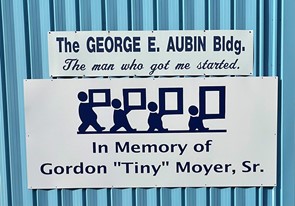 The GEORGE E. AUBIN Bldg.
The man who got me started.
In Memory of
Gordon "Tiny" Moyer, Sr.